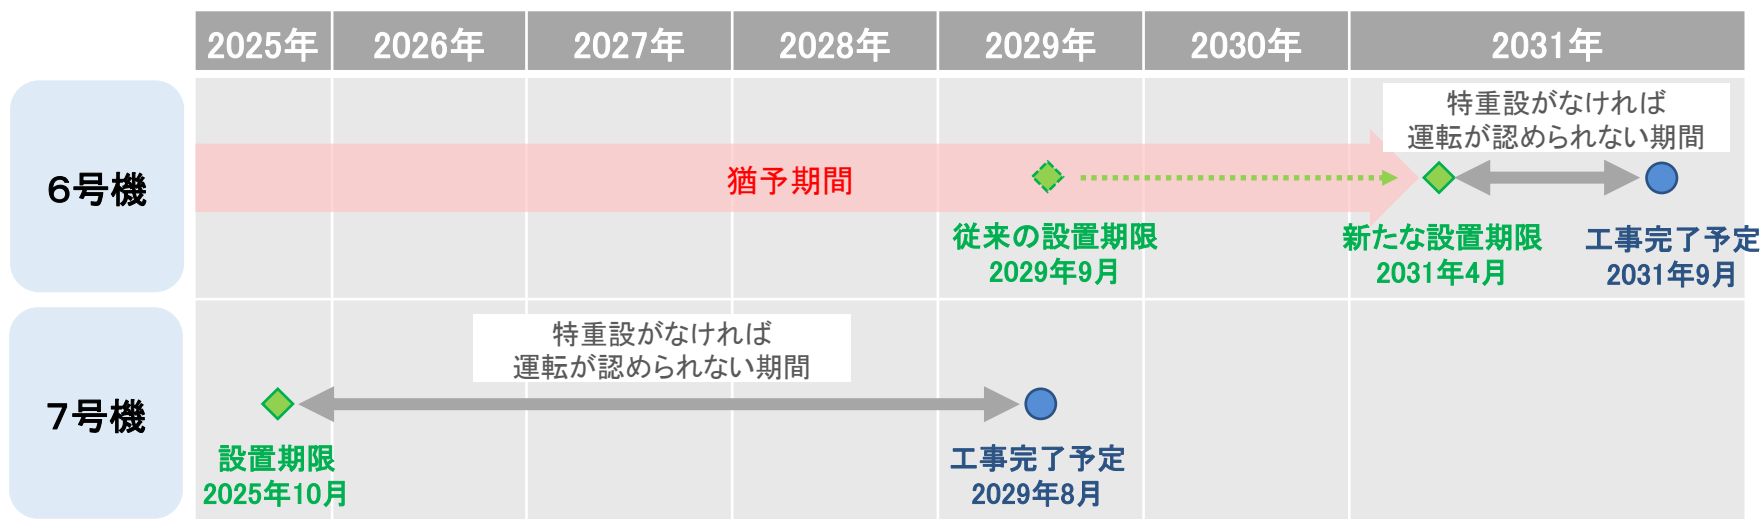 2025年
2026年
2027年
2028年
2029年
2030年
2031年
6号機
猶予期間
特重設がなければ
運転が認められない期間
従来の設置期限
2029年9月
新たな設置期限
2031年4月
工事完了予定
2031年9月
7号機
特重設がなければ
運転が認められない期間
設置期限
2025年10月
工事完了予定
2029年8月